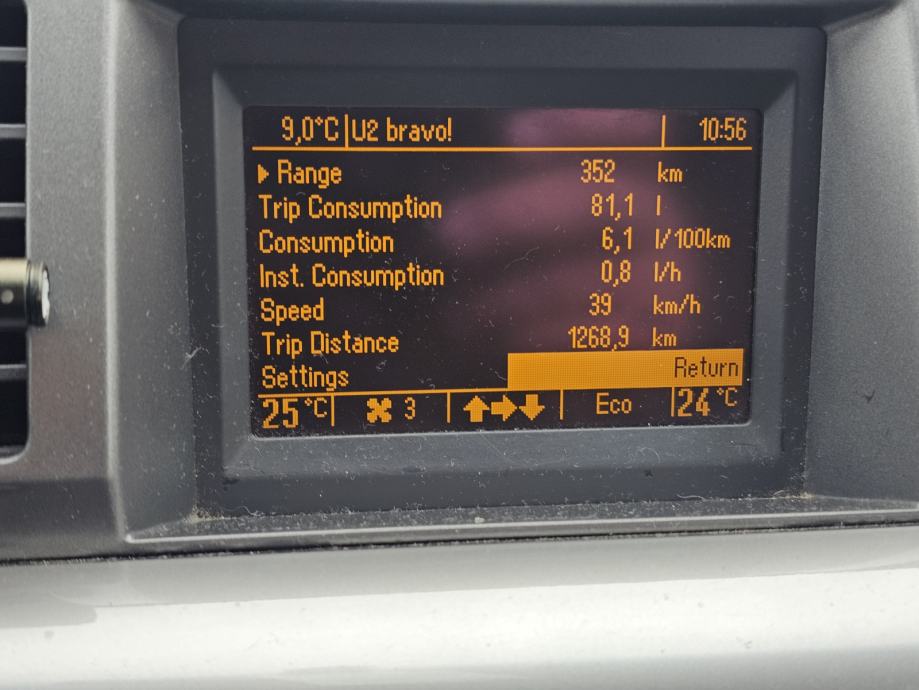 9,0°C U2 bravo! 10:56
Range 352 km
Trip Consumption 81,1 l
Consumption 6,1 l/100km
Inst. Consumption 0,8 l/h
Speed 39 km/h
Trip Distance 1268,9 km
Settings Return
25°C 3 Eco 24°C